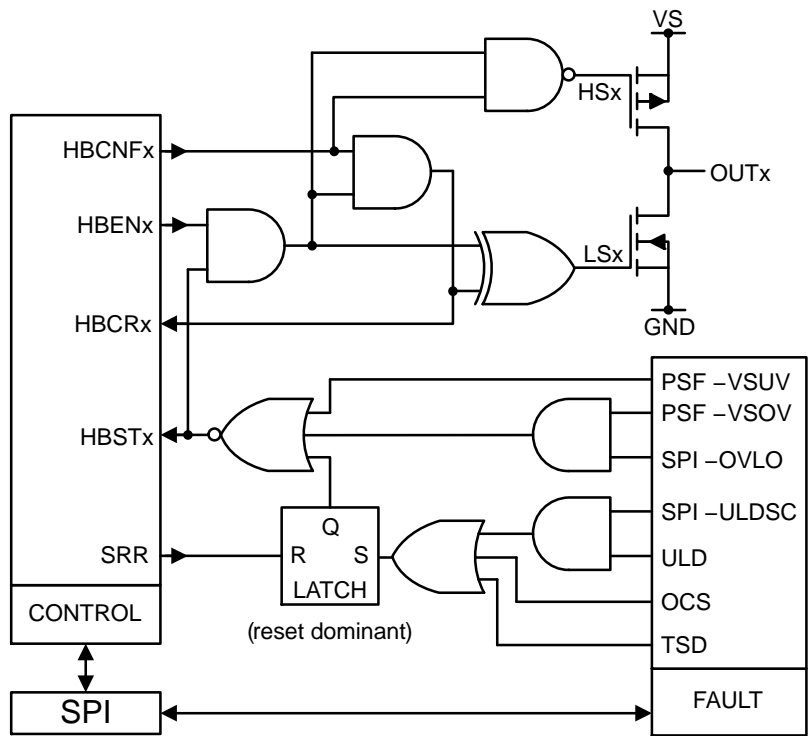 VS
HSx
HBCNFx
OUTx
HBENx
LSx
HBCRx
GND
PSF −VSUV
PSF −VSOV
HBSTx
SPI −OVLO
SPI −ULDSC
Q
SRR
R S
ULD
LATCH
OCS
CONTROL
(reset dominant)
TSD
FAULT
SPI